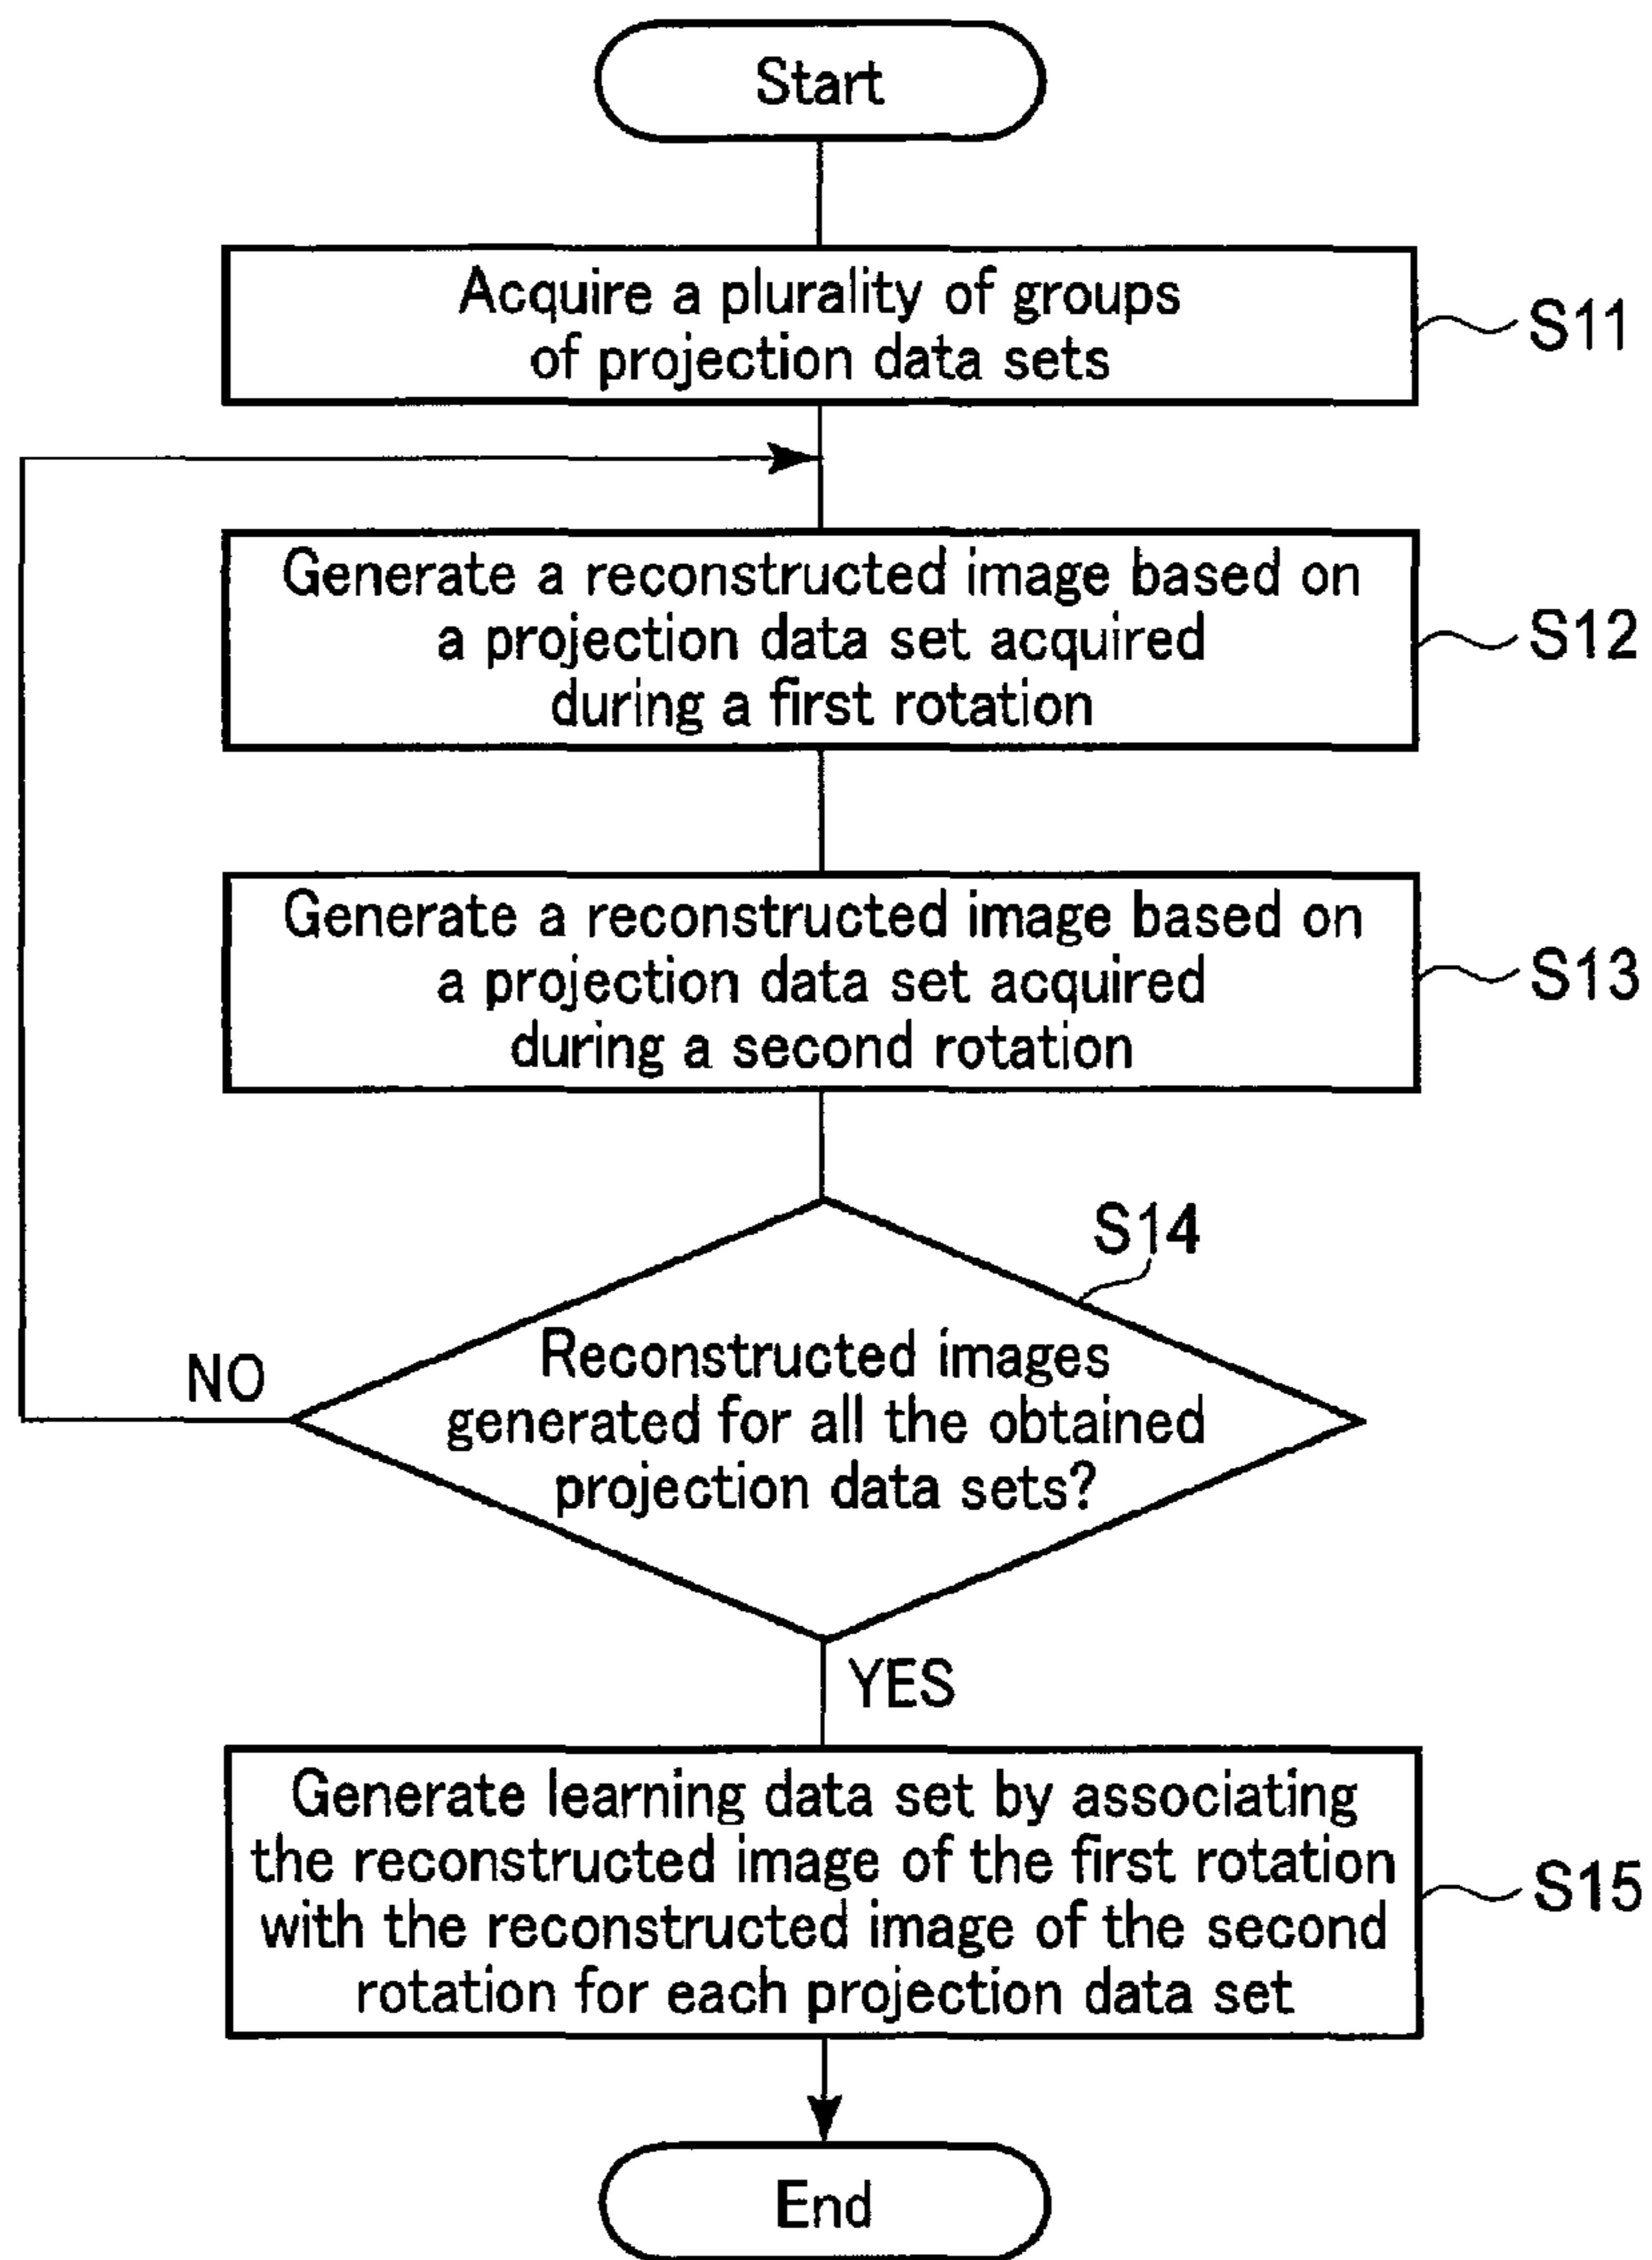 Start
Acquire a plurality of groups
of projection data sets
S11
Generate a reconstructed image based on
a projection data set acquired
during a first rotation
S12
Generate a reconstructed image based on
a projection data set acquired
during a second rotation
S13
S14
Reconstructed images
generated for all the obtained
projection data sets?
NO
YES
Generate learning data set by associating
the reconstructed image of the first rotation
with the reconstructed image of the second
rotation for each projection data set
S15
End